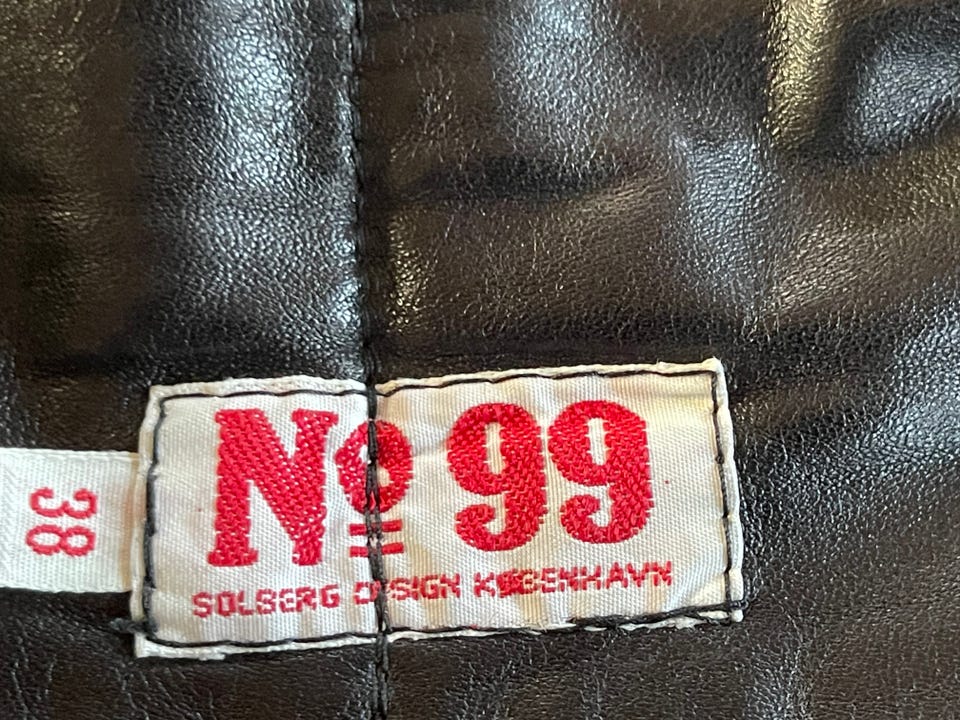 38
Nº 99
SOLBERG DESIGN KØBENHAVN